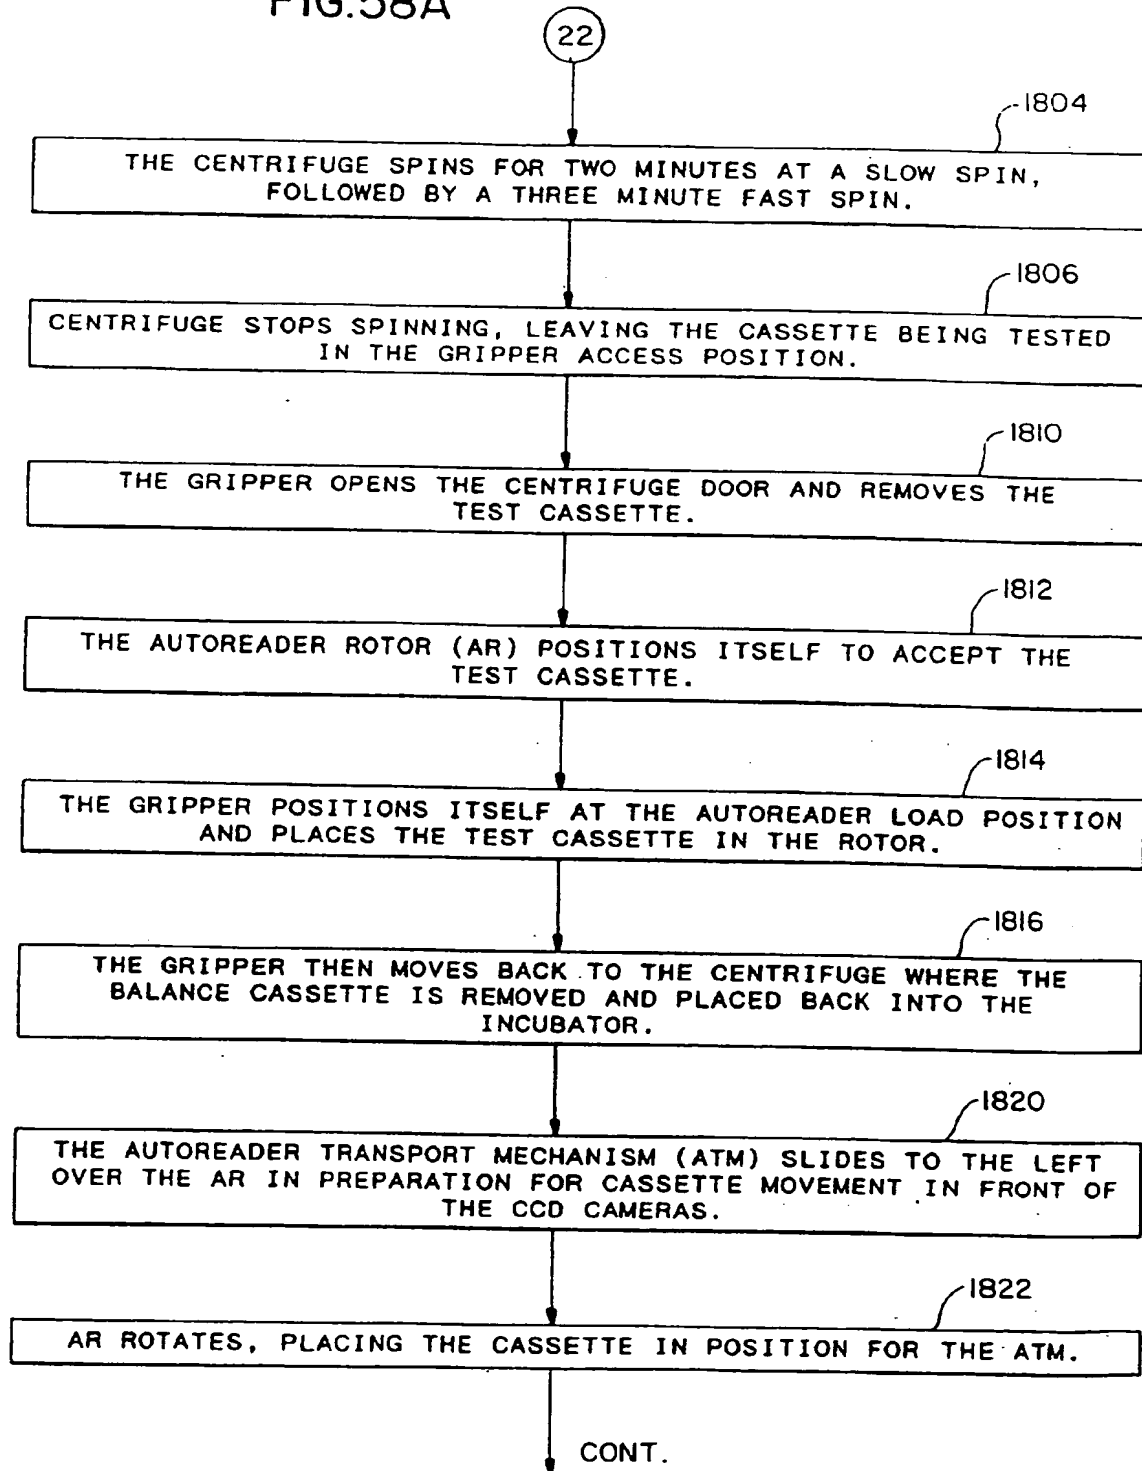 FIG.58A
22
1804
THE CENTRIFUGE SPINS FOR TWO MINUTES AT A SLOW SPIN,
FOLLOWED BY A THREE MINUTE FAST SPIN.
1806
CENTRIFUGE STOPS SPINNING, LEAVING THE CASSETTE BEING TESTED
IN THE GRIPPER ACCESS POSITION.
1810
THE GRIPPER OPENS THE CENTRIFUGE DOOR AND REMOVES THE
TEST CASSETTE.
1812
THE AUTOREADER ROTOR (AR) POSITIONS ITSELF TO ACCEPT THE
TEST CASSETTE.
1814
THE GRIPPER POSITIONS ITSELF AT THE AUTOREADER LOAD POSITION
AND PLACES THE TEST CASSETTE IN THE ROTOR.
1816
THE GRIPPER THEN MOVES BACK TO THE CENTRIFUGE WHERE THE
BALANCE CASSETTE IS REMOVED AND PLACED BACK INTO THE
INCUBATOR.
1820
THE AUTOREADER TRANSPORT MECHANISM (ATM) SLIDES TO THE LEFT
OVER THE AR IN PREPARATION FOR CASSETTE MOVEMENT IN FRONT OF
THE CCD CAMERAS.
1822
AR ROTATES, PLACING THE CASSETTE IN POSITION FOR THE ATM.
CONT.